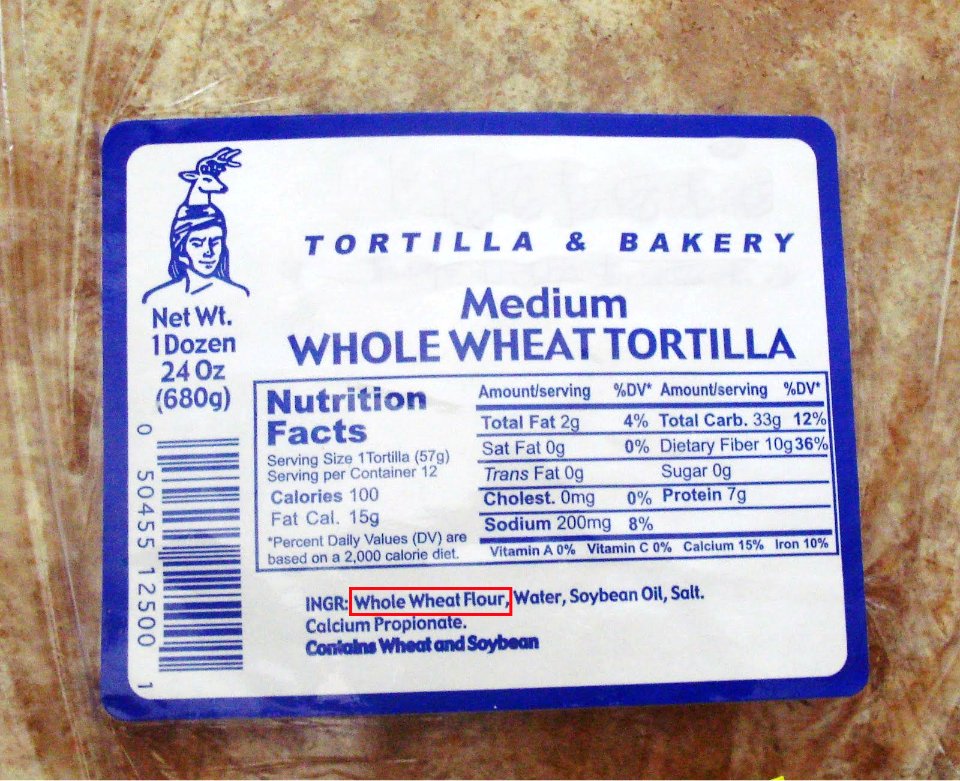 TORTILLA & BAKERY
Medium
WHOLE WHEAT TORTILLA
Net Wt.
1 Dozen
24 Oz
(680g)
Nutrition
Facts
Serving Size 1Tortilla (57g)
Serving per Container 12
Calories 100
Fat Cal. 15g
*Percent Daily Values (DV) are
based on a 2,000 calorie diet.
Amount/serving %DV* Amount/serving %DV*
Total Fat 2g 4% Total Carb. 33g 12%
Sat Fat 0g 0% Dietary Fiber 10g 36%
Trans Fat 0g Sugar 0g
Cholest. 0mg 0% Protein 7g
Sodium 200mg 8%
Vitamin A 0% Vitamin C 0% Calcium 15% Iron 10%
INGR: Whole Wheat Flour, Water, Soybean Oil, Salt.
Calcium Propionate.
Contains Wheat and Soybean
0 50455 12500 1